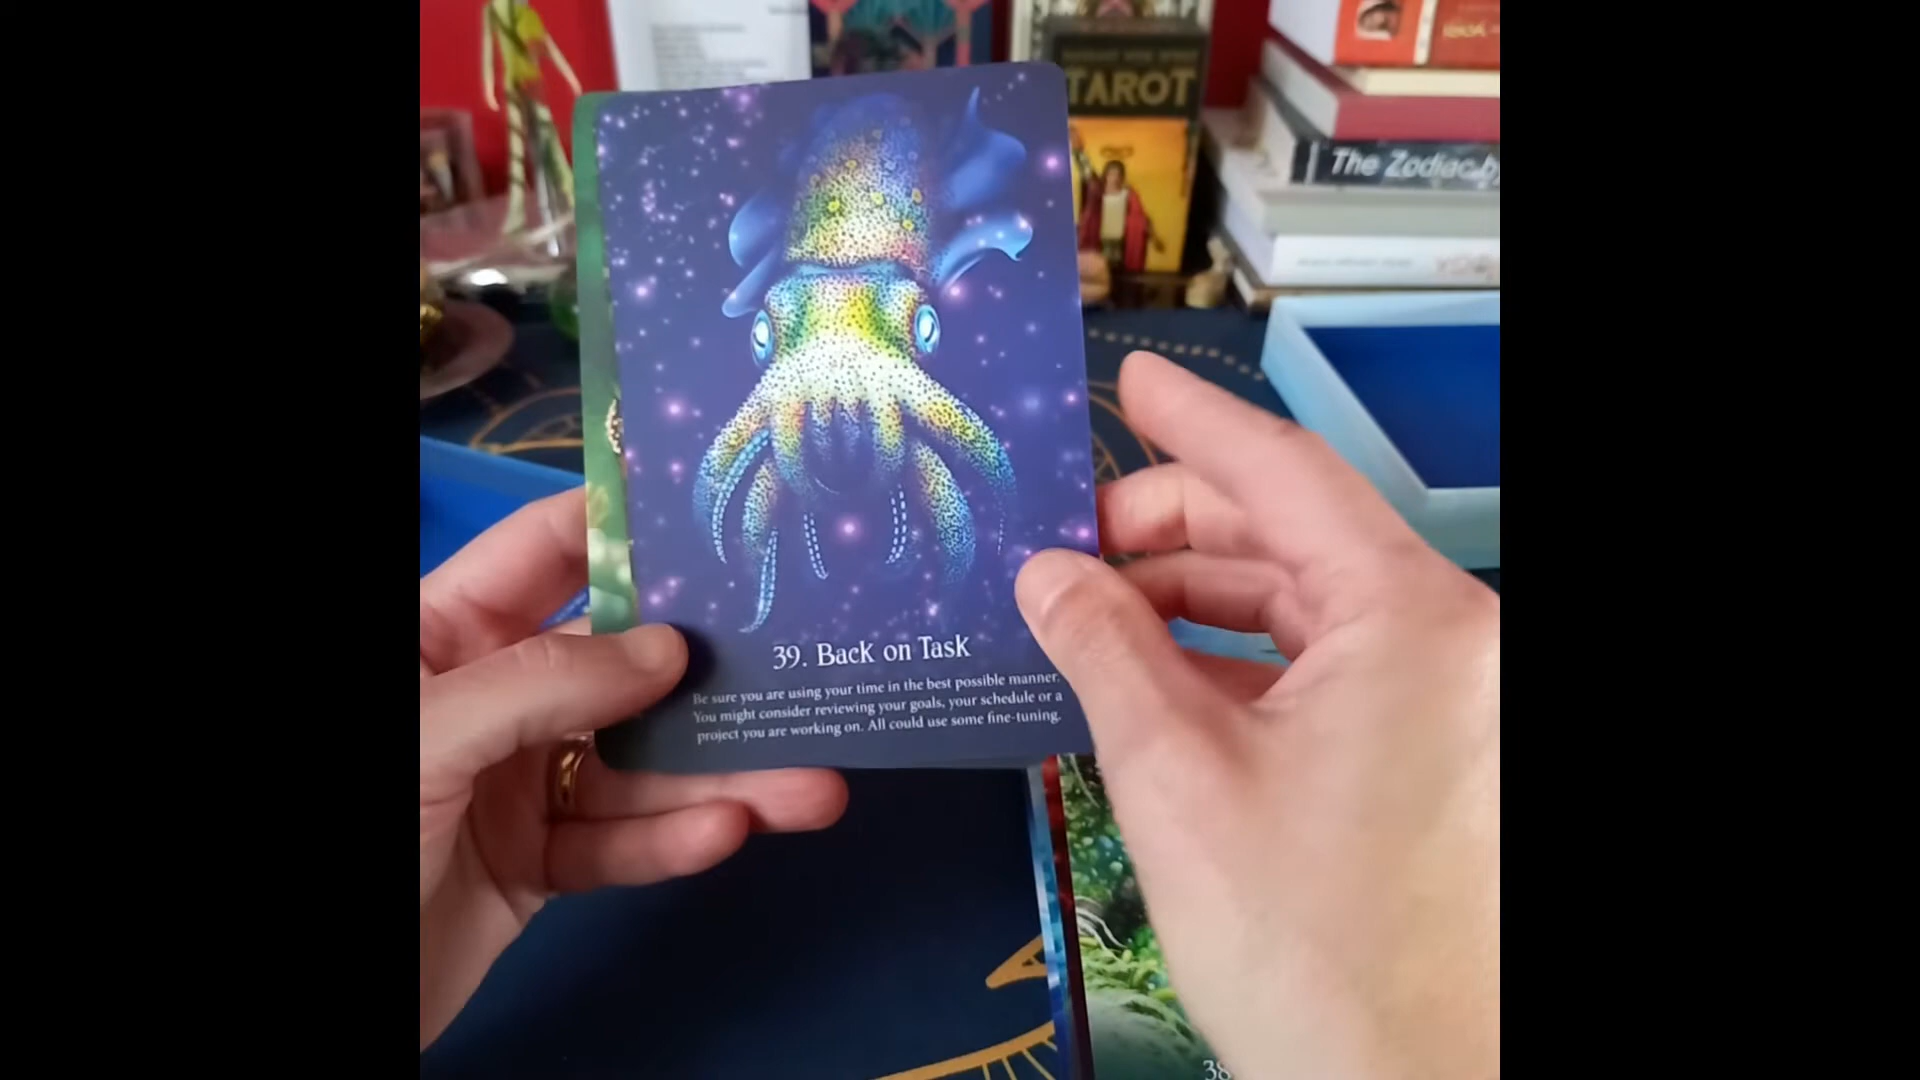 TAROT
The Zodiac by
39. Back on Task
Be sure you are using your time in the best possible manner.
You might consider reviewing your goals, your schedule or a
project you are working on. All could use some fine-tuning.
38